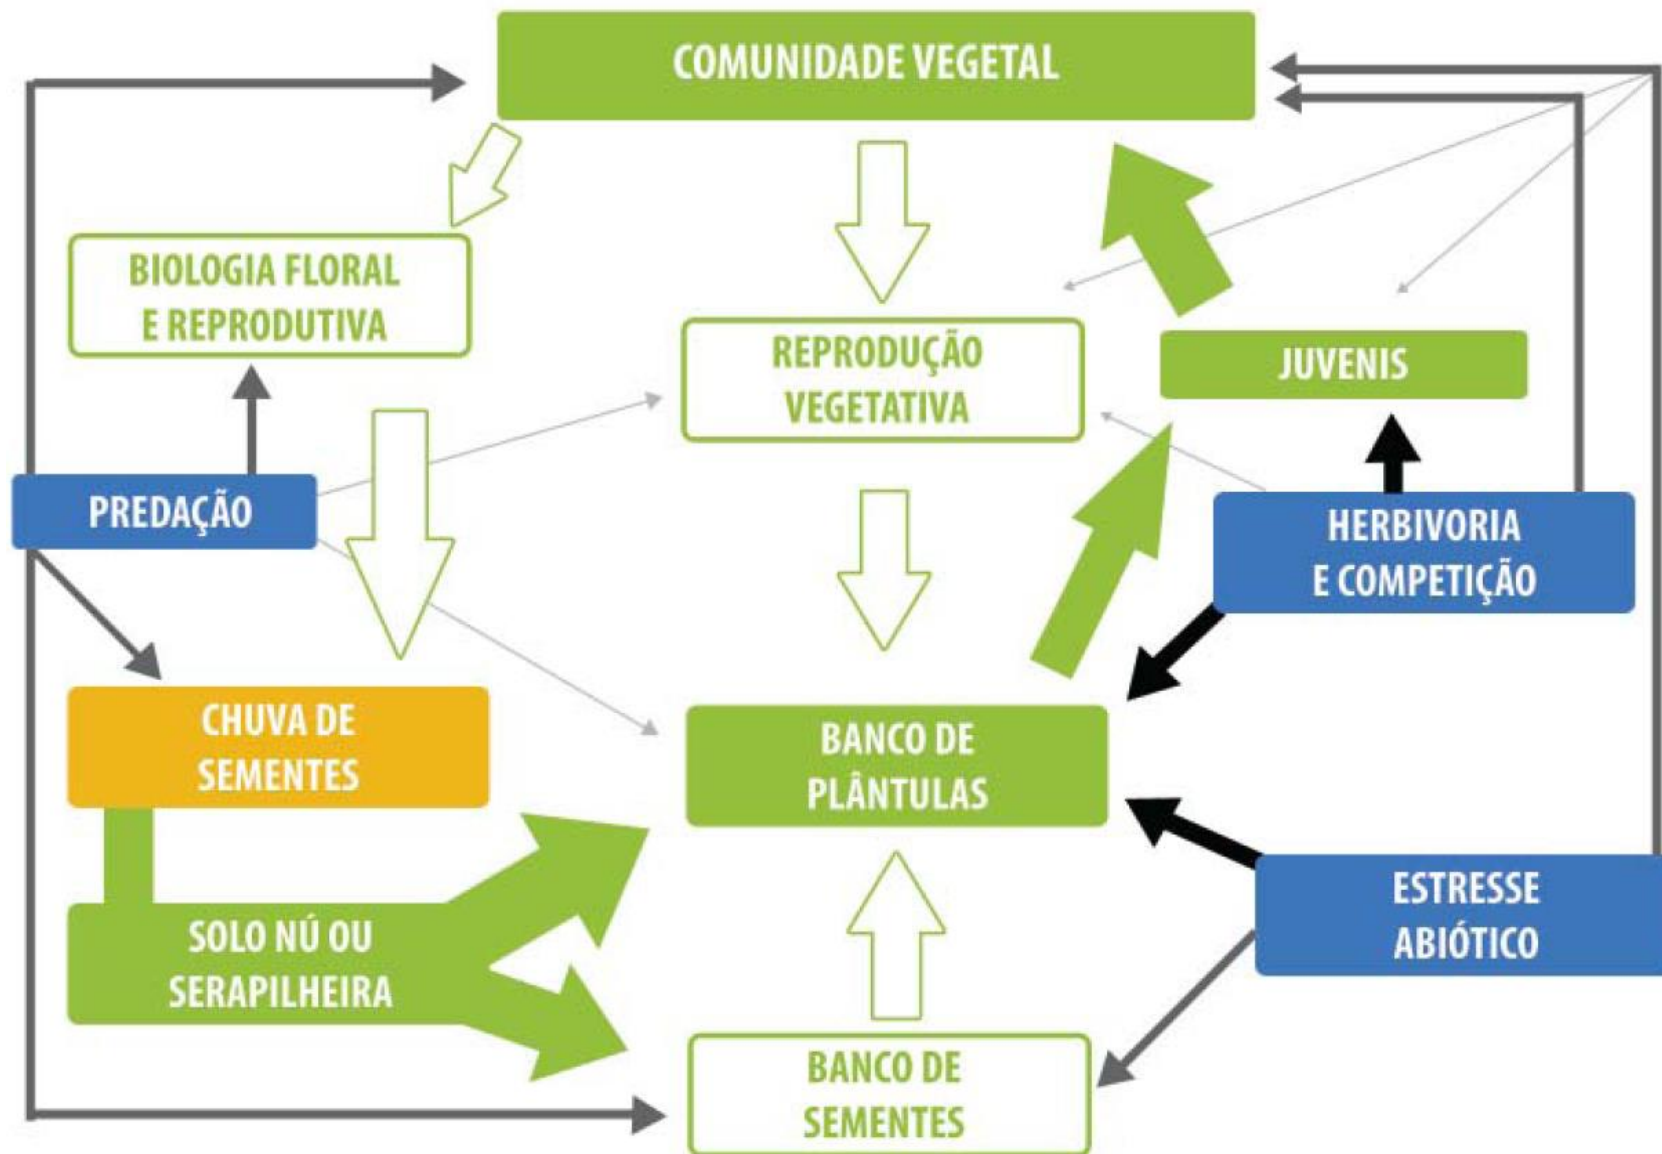 COMUNIDADE VEGETAL
BIOLOGIA FLORAL
E REPRODUTIVA
REPRODUÇÃO
VEGETATIVA
JUVENIS
PREDAÇÃO
HERBIVORIA
E COMPETIÇÃO
CHUVA DE
SEMENTES
BANCO DE
PLÂNTULAS
SOLO NÚ OU
SERAPILHEIRA
ESTRESSE
ABIÓTICO
BANCO DE
SEMENTES